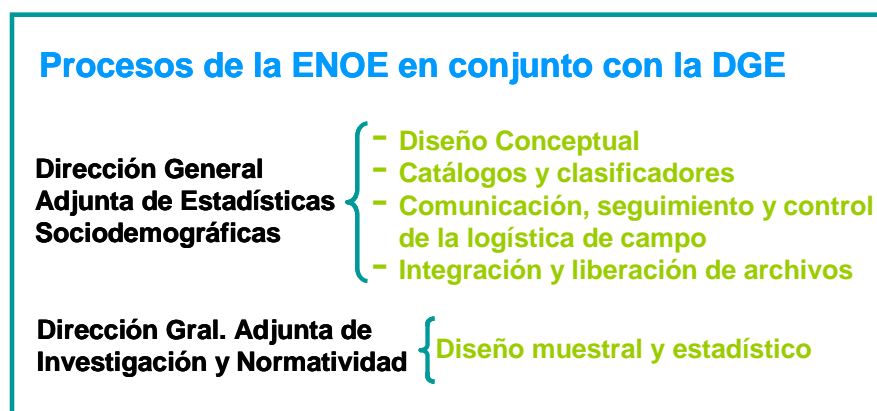 Procesos de la ENOE en conjunto con la DGE
Dirección General
Adjunta de Estadísticas
Sociodemográficas
- Diseño Conceptual
- Catálogos y clasificadores
- Comunicación, seguimiento y control
de la logística de campo
- Integración y liberación de archivos
Dirección Gral. Adjunta de
Investigación y Normatividad
Diseño muestral y estadístico